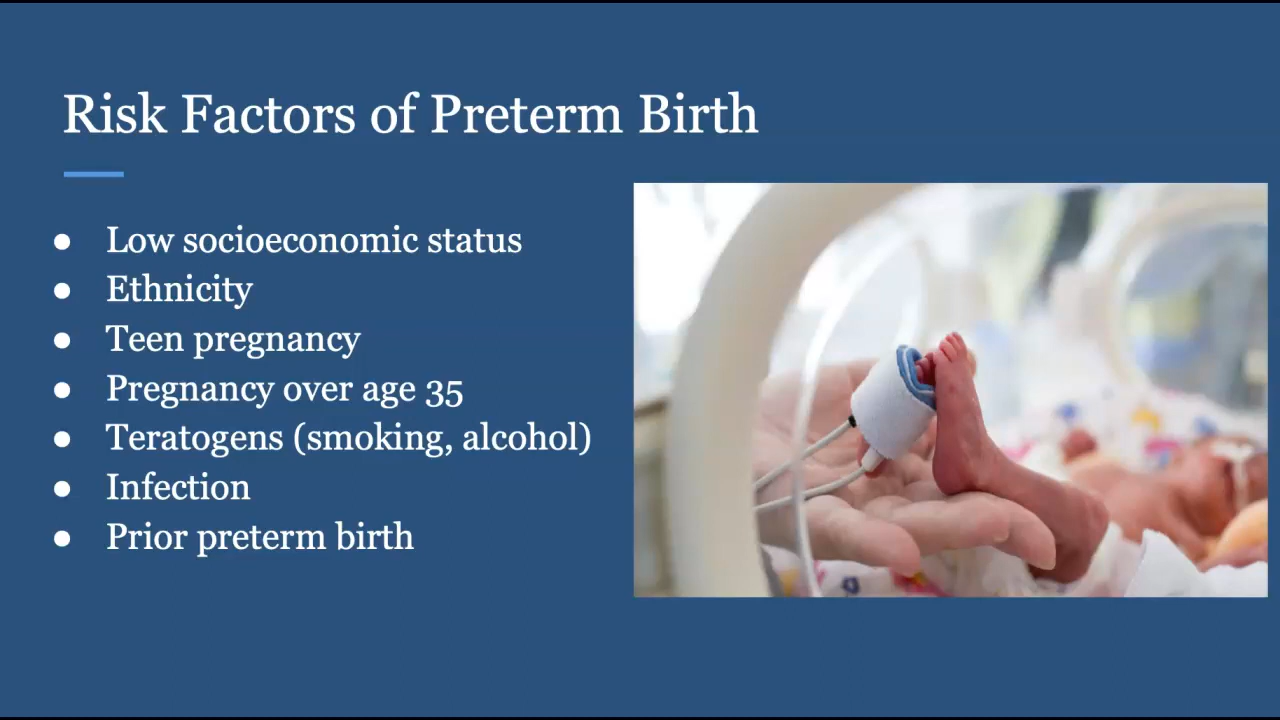 Risk Factors of Preterm Birth
● Low socioeconomic status
● Ethnicity
● Teen pregnancy
● Pregnancy over age 35
● Teratogens (smoking, alcohol)
● Infection
● Prior preterm birth